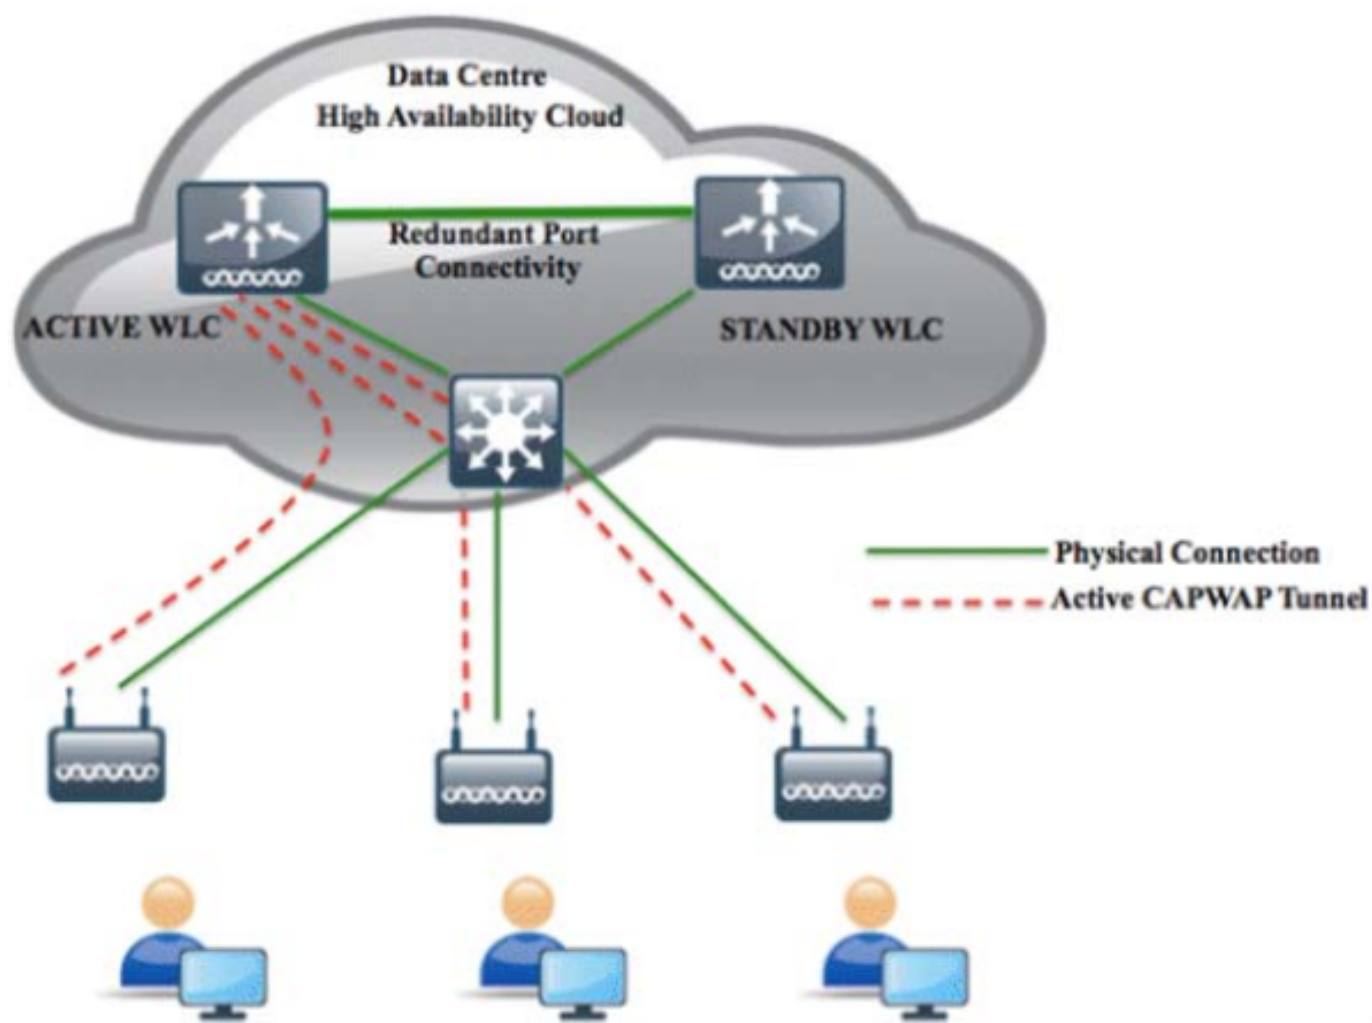 Data Centre
High Availability Cloud
Redundant Port
Connectivity
ACTIVE WLC
STANDBY WLC
Physical Connection
Active CAPWAP Tunnel